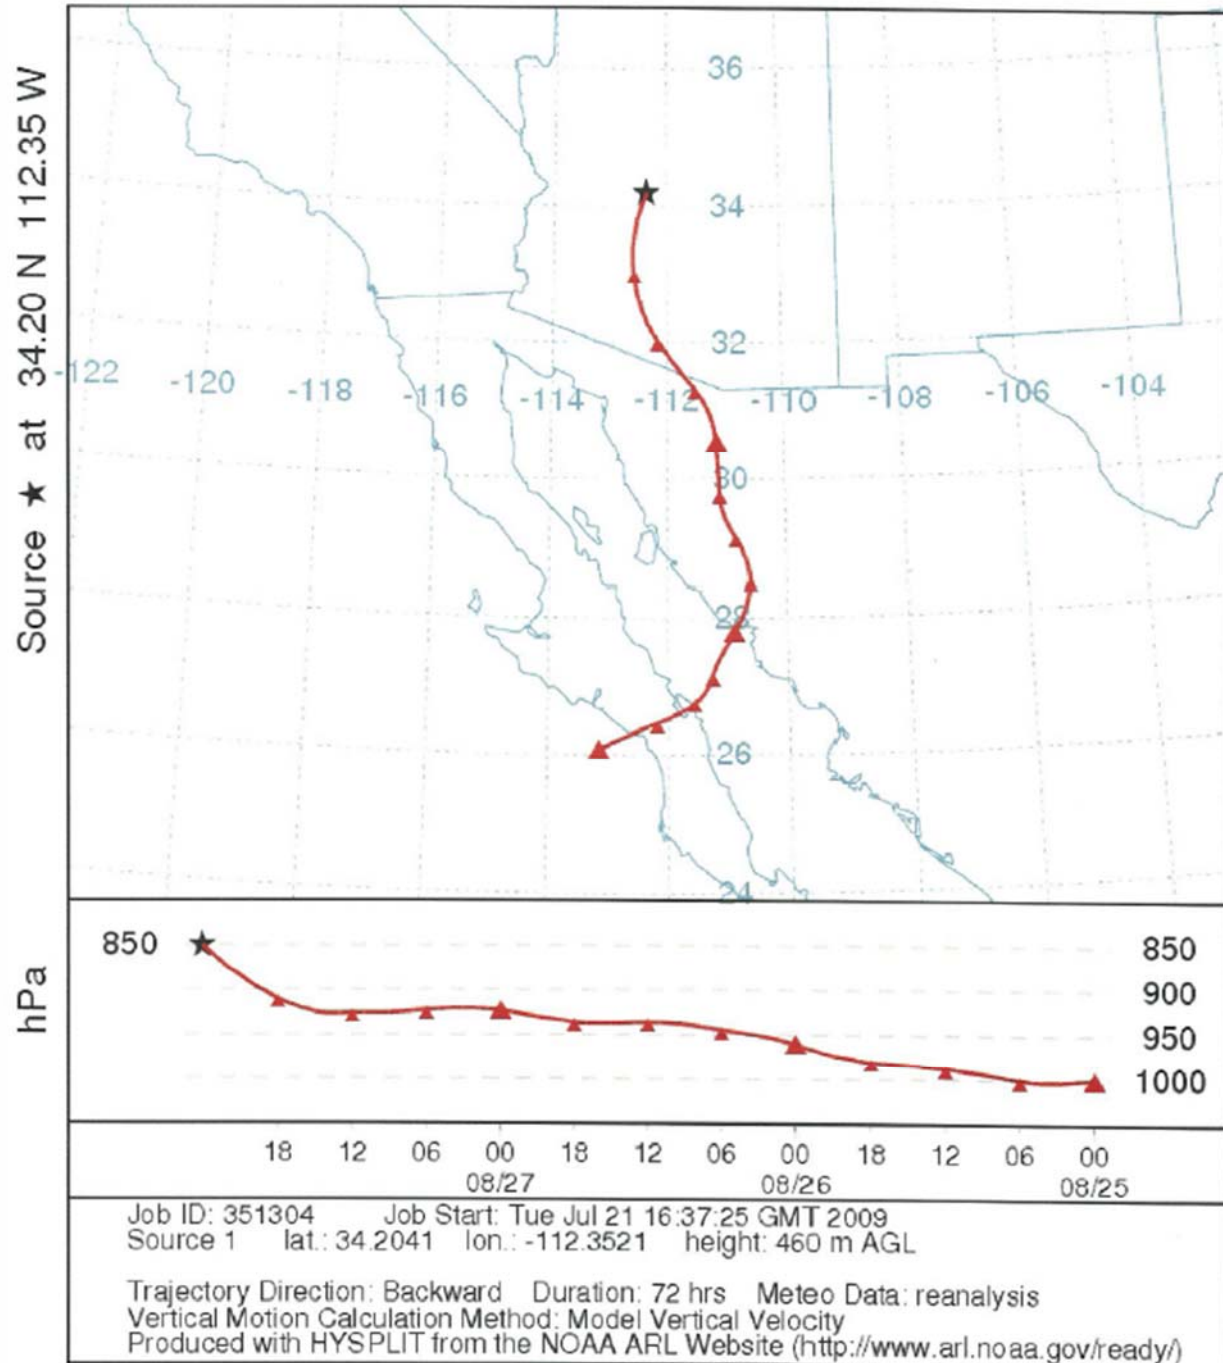 Source ★ at 34.20 N 112.35 W
36
34
32
-122 -120 -118 -116 -114 -112 -110 -108 -106 -104
30
28
26
24
hPa
850 850
900
950
1000
18 12 06 00 18 12 06 00 18 12 06 00
08/27 08/26 08/25
Job ID: 351304 Job Start: Tue Jul 21 16:37:25 GMT 2009
Source 1 lat.: 34.2041 lon.: -112.3521 height: 460 m AGL
Trajectory Direction: Backward Duration: 72 hrs Meteo Data: reanalysis
Vertical Motion Calculation Method: Model Vertical Velocity
Produced with HYSPLIT from the NOAA ARL Website (http://www.arl.noaa.gov/ready/)